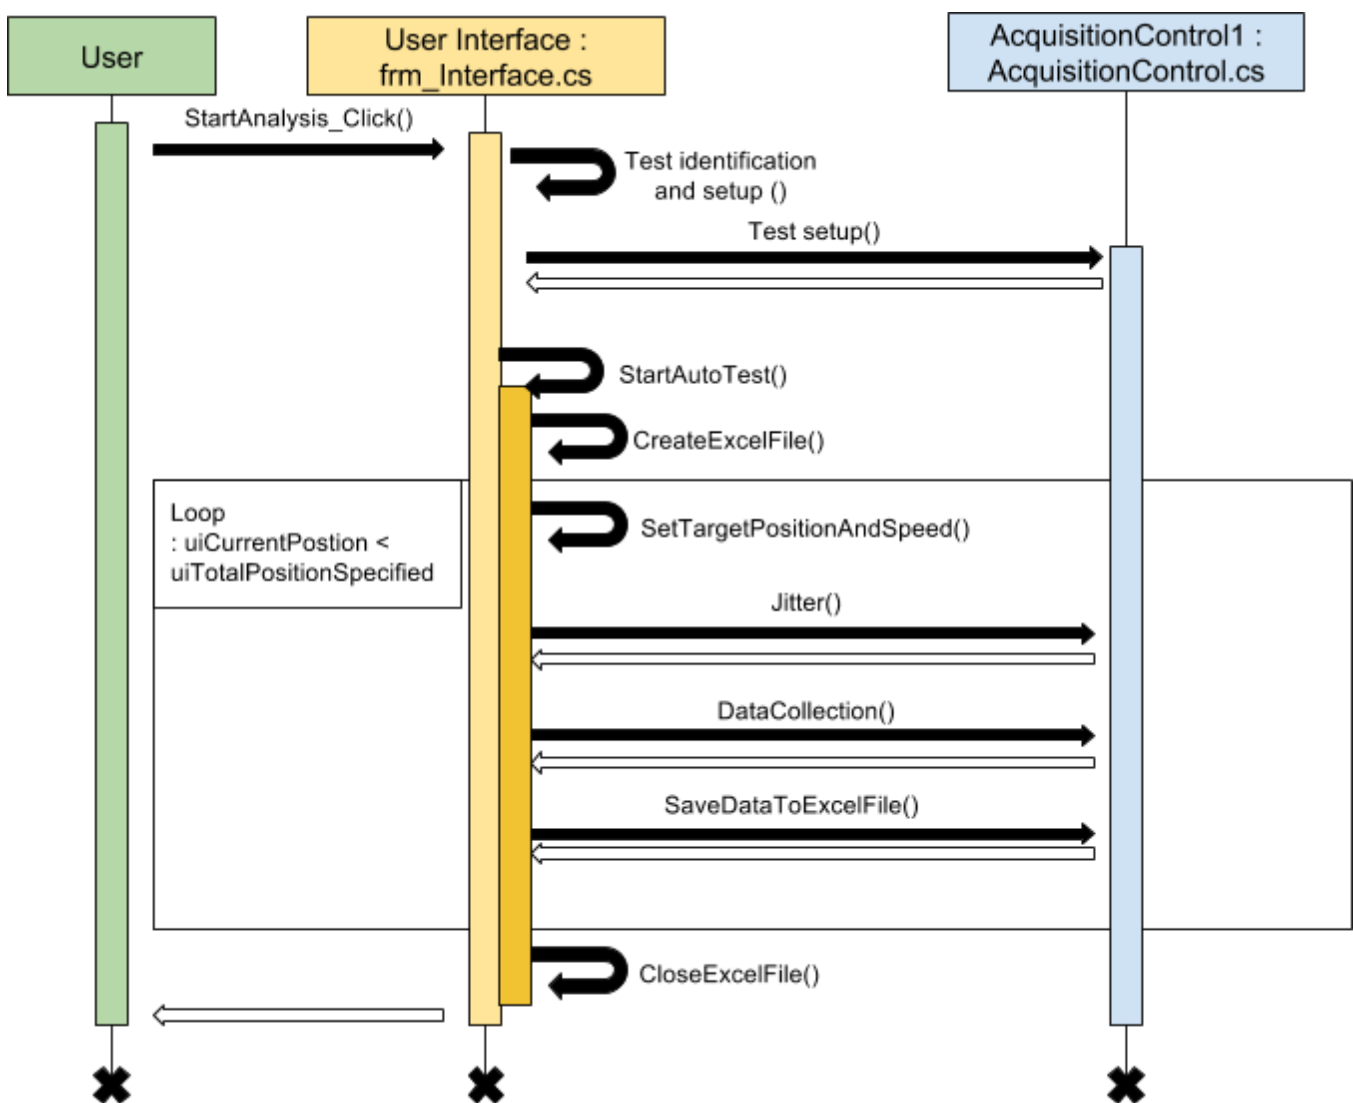 User
User Interface :
frm_Interface.cs
AcquisitionControl1 :
AcquisitionControl.cs
StartAnalysis_Click()
Test identification
and setup ()
Test setup()
StartAutoTest()
CreateExcelFile()
Loop
: uiCurrentPostion <
uiTotalPositionSpecified
SetTargetPositionAndSpeed()
Jitter()
DataCollection()
SaveDataToExcelFile()
CloseExcelFile()